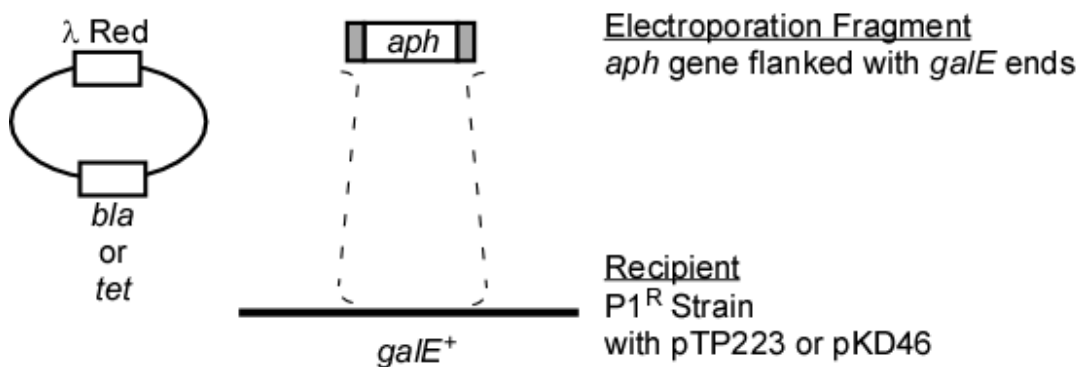 λ Red
bla
or
tet
aph
galE+
Electroporation Fragment
aph gene flanked with galE ends
Recipient
P1R Strain
with pTP223 or pKD46